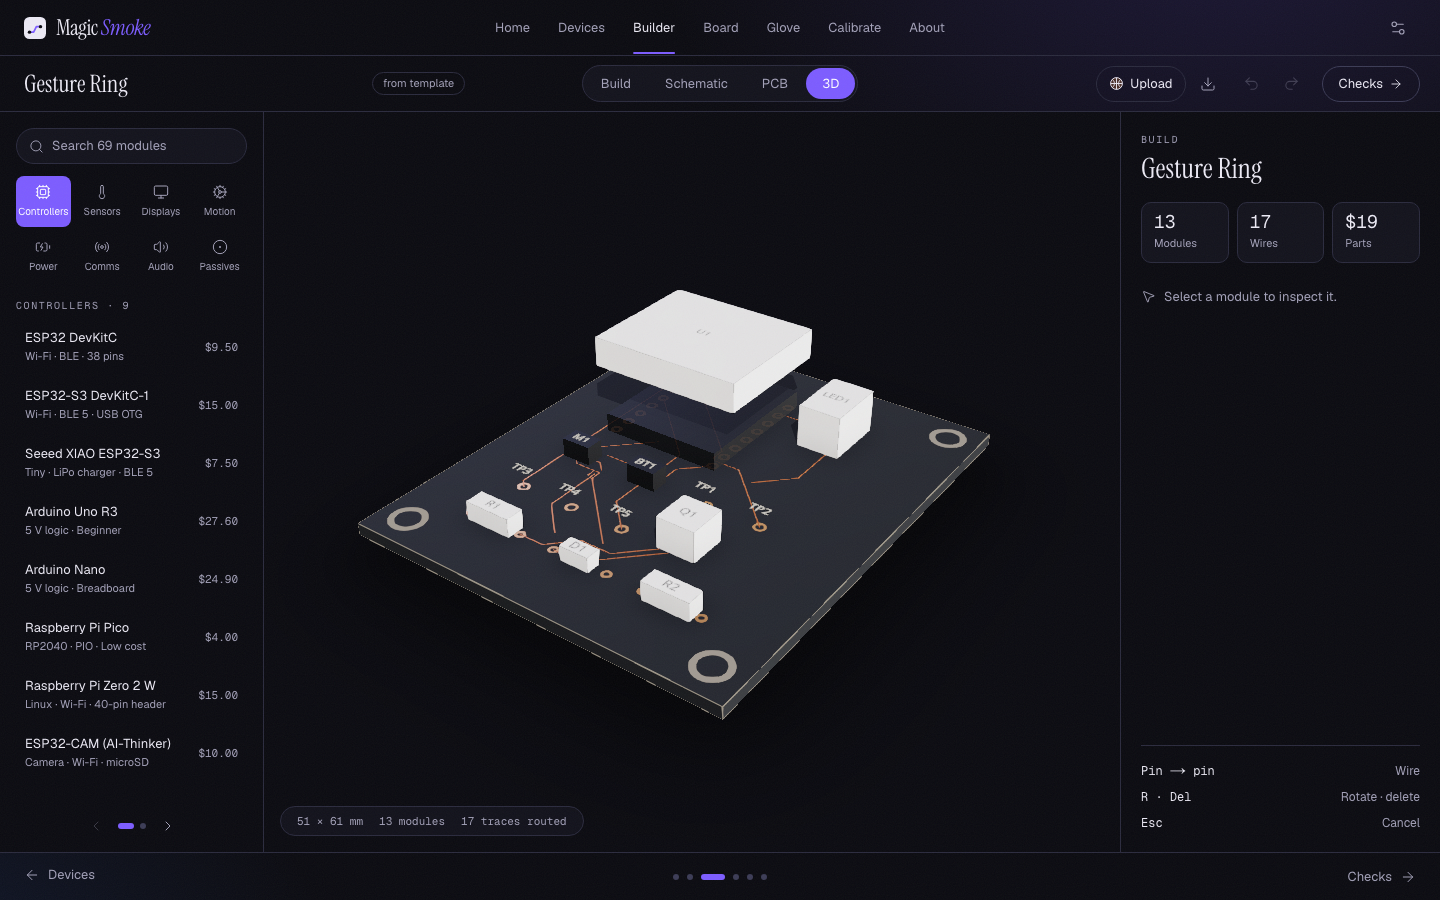 Magic Smoke
Home
Devices
Builder
Board
Glove
Calibrate
About
Gesture Ring
from template
Build
Schematic
PCB
3D
Upload
Checks
Search 69 modules
Controllers
Sensors
Displays
Motion
Power
Comms
Audio
Passives
CONTROLLERS · 9
ESP32 DevKitC
Wi-Fi · BLE · 38 pins
$9.50
ESP32-S3 DevKitC-1
Wi-Fi · BLE 5 · USB OTG
$15.00
Seeed XIAO ESP32-S3
Tiny · LiPo charger · BLE 5
$7.50
Arduino Uno R3
5 V logic · Beginner
$27.60
Arduino Nano
5 V logic · Breadboard
$24.90
Raspberry Pi Pico
RP2040 · PIO · Low cost
$4.00
Raspberry Pi Zero 2 W
Linux · Wi-Fi · 40-pin header
$15.00
ESP32-CAM (AI-Thinker)
Camera · Wi-Fi · microSD
$10.00
U1
LED1
M1
BT1
TP3
TP4
TP5
TP1
TP2
R1
Q1
D1
R2
51 × 61 mm 13 modules 17 traces routed
BUILD
Gesture Ring
13
Modules
17
Wires
$19
Parts
Select a module to inspect it.
Pin → pin
Wire
R · Del
Rotate · delete
Esc
Cancel
Devices
Checks